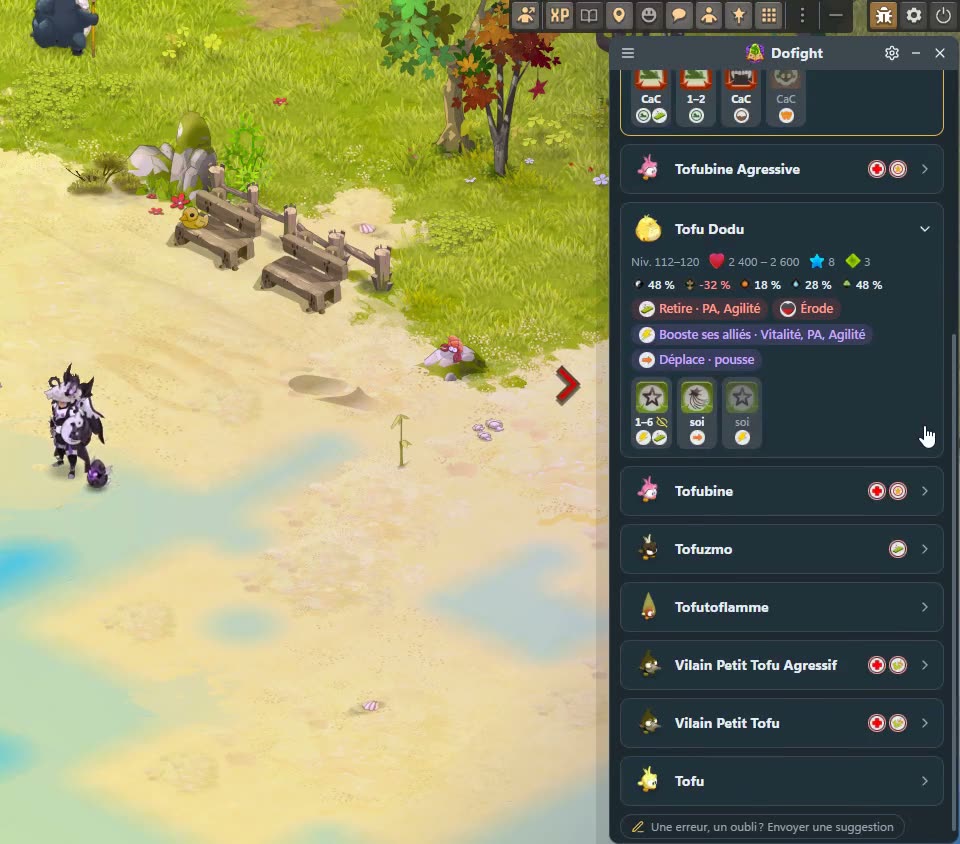 XP
Dofight
CaC
1–2
CaC
CaC
Tofubine Agressive
Tofu Dodu
Niv. 112–120 2 400 – 2 600 8 3
48 % -32 % 18 % 28 % 48 %
Retire · PA, Agilité Érode
Booste ses alliés · Vitalité, PA, Agilité
Déplace · pousse
1–6
soi
soi
Tofubine
Tofuzmo
Tofutoflamme
Vilain Petit Tofu Agressif
Vilain Petit Tofu
Tofu
Une erreur, un oubli ? Envoyer une suggestion